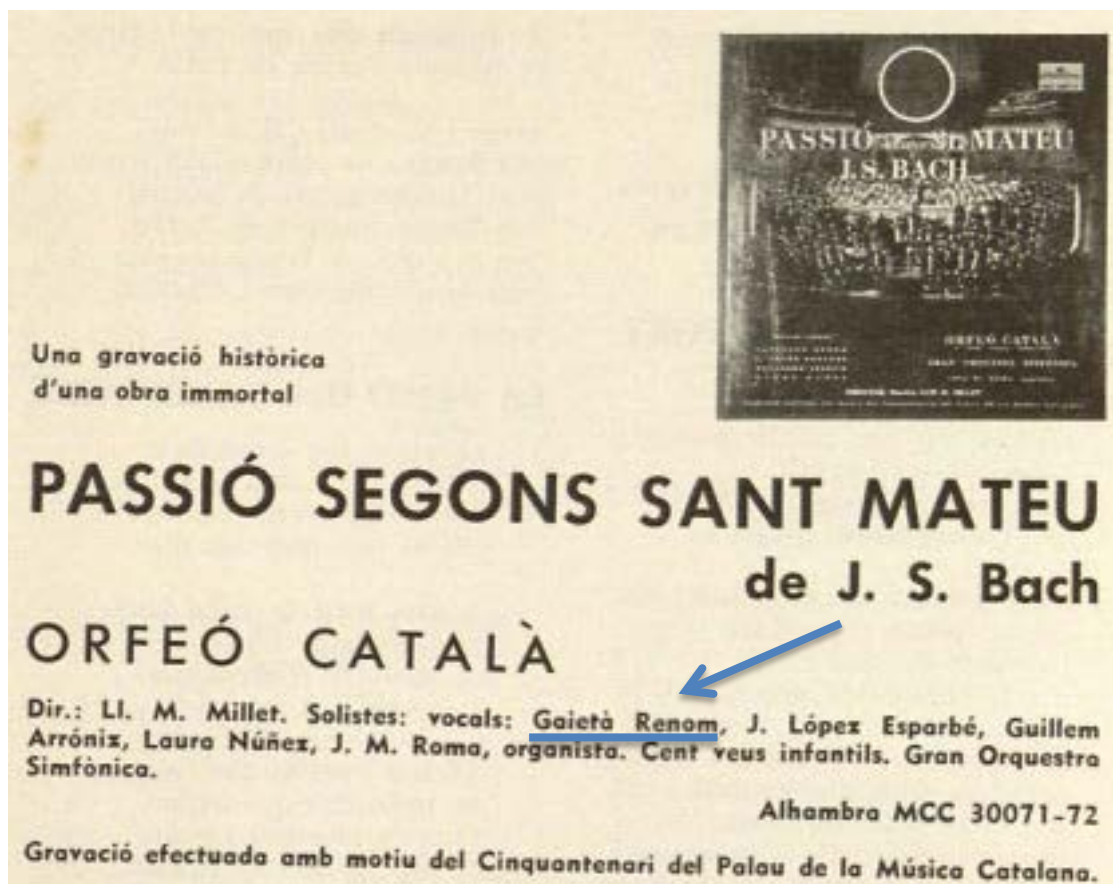 PASSIÓ
MATEU
J.S. BACH
ORFEÓ CATALÀ
Una gravació històrica
d'una obra immortal
PASSIÓ SEGONS SANT MATEU
de J. S. Bach
ORFEÓ CATALÀ
Dir.: Ll. M. Millet. Solistes: vocals: Gaietà Renom, J. López Esparbé, Guillem
Arróniz, Laura Núñez, J. M. Roma, organista. Cent veus infantils. Gran Orquestra
Simfònica.
Alhambra MCC 30071-72
Gravació efectuada amb motiu del Cinquantenari del Palau de la Música Catalana.